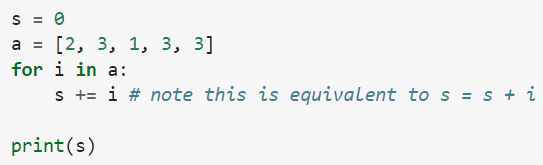 s = 0
a = [2, 3, 1, 3, 3]
for i in a:
    s += i # note this is equivalent to s = s + i
print(s)